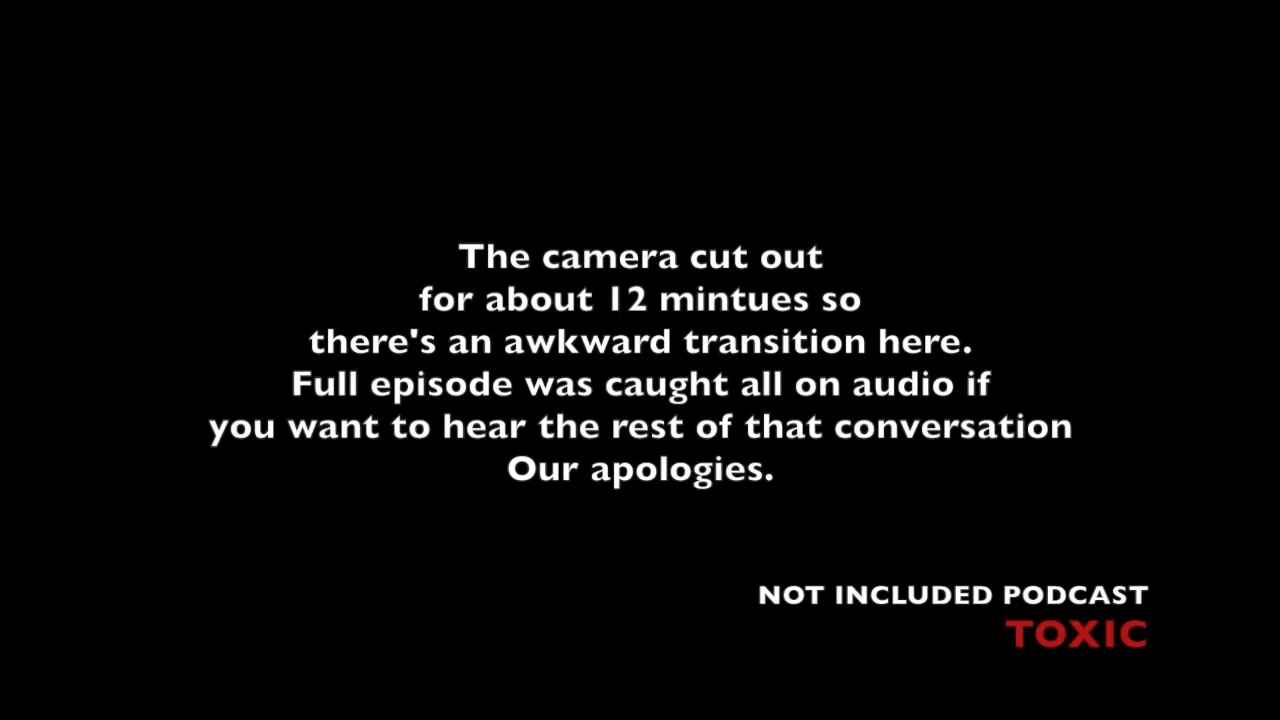 The camera cut out
for about 12 mintues so
there's an awkward transition here.
Full episode was caught all on audio if
you want to hear the rest of that conversation
Our apologies.
NOT INCLUDED PODCAST
TOXIC